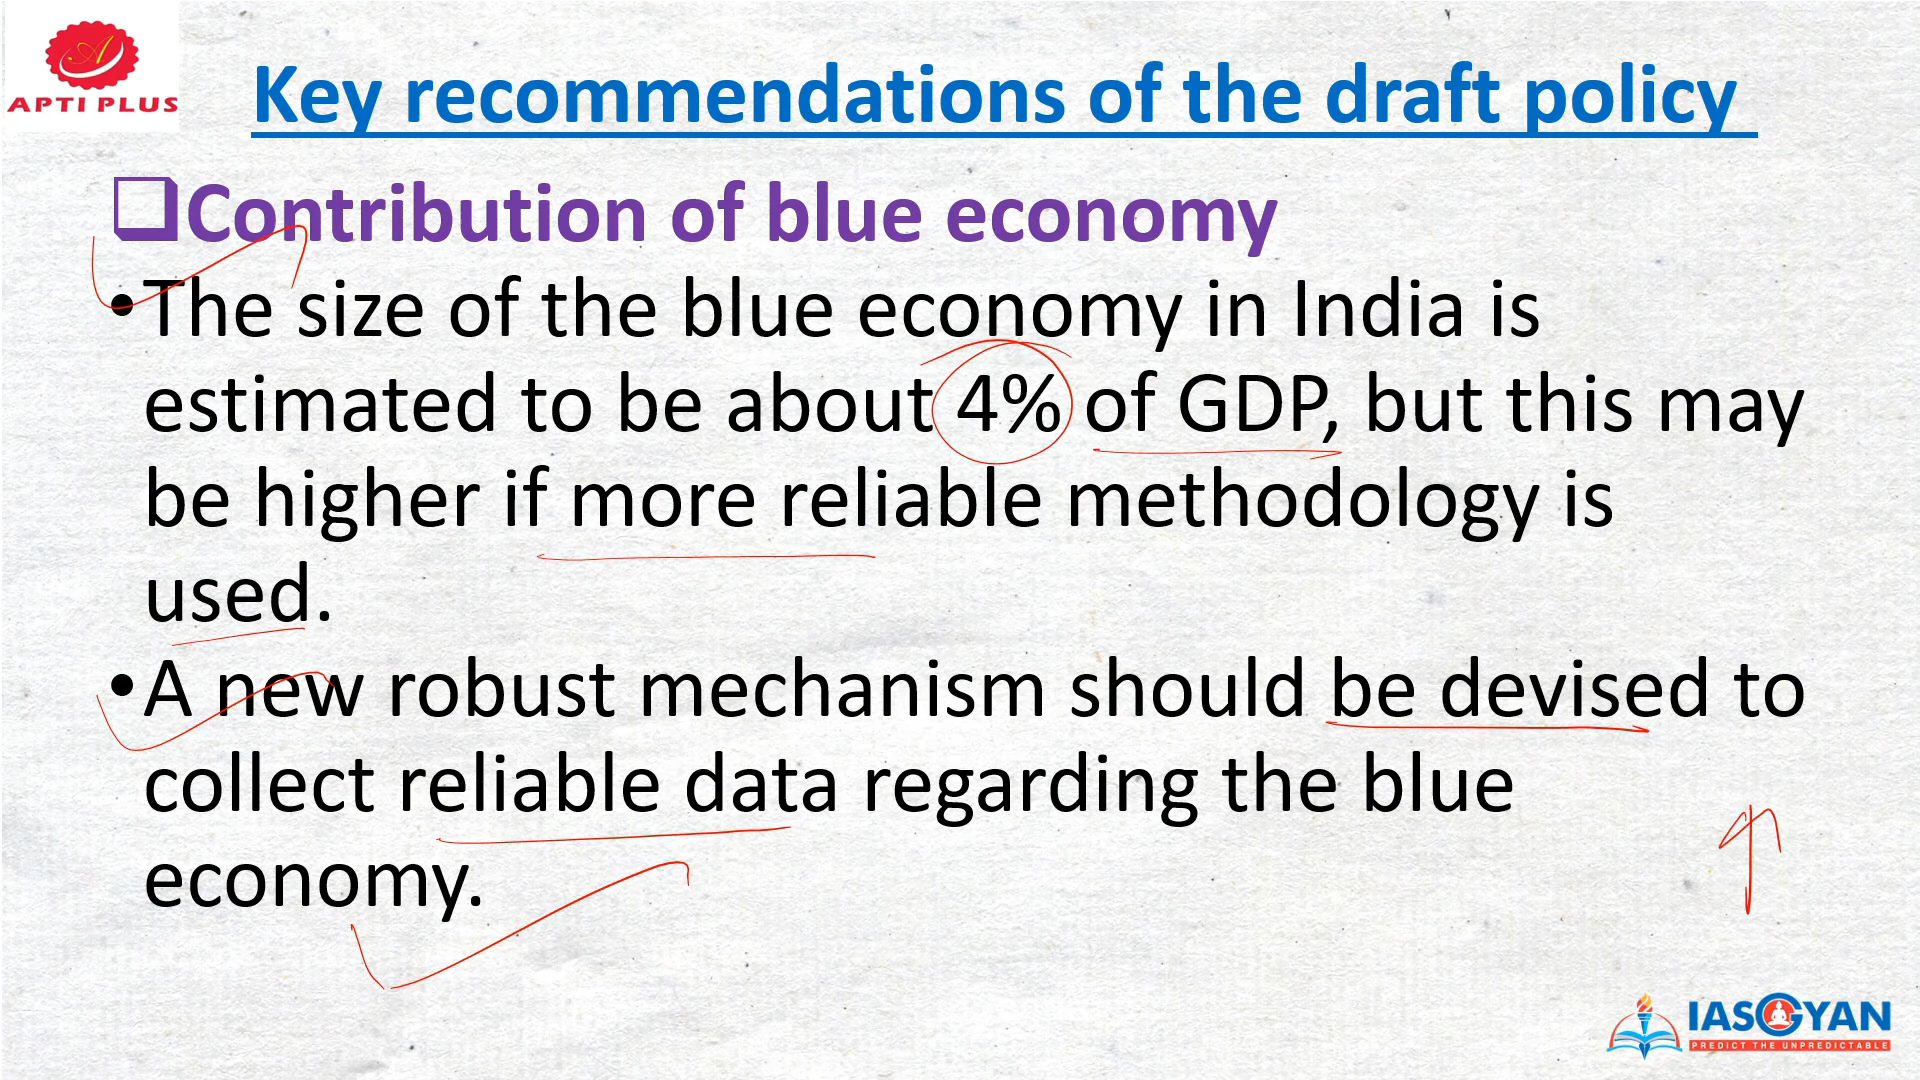 APTI PLUS
Key recommendations of the draft policy
❑Contribution of blue economy
•The size of the blue economy in India is
estimated to be about 4% of GDP, but this may
be higher if more reliable methodology is
used.
•A new robust mechanism should be devised to
collect reliable data regarding the blue
economy.
IASGYAN
PREDICT THE UNPREDICTABLE